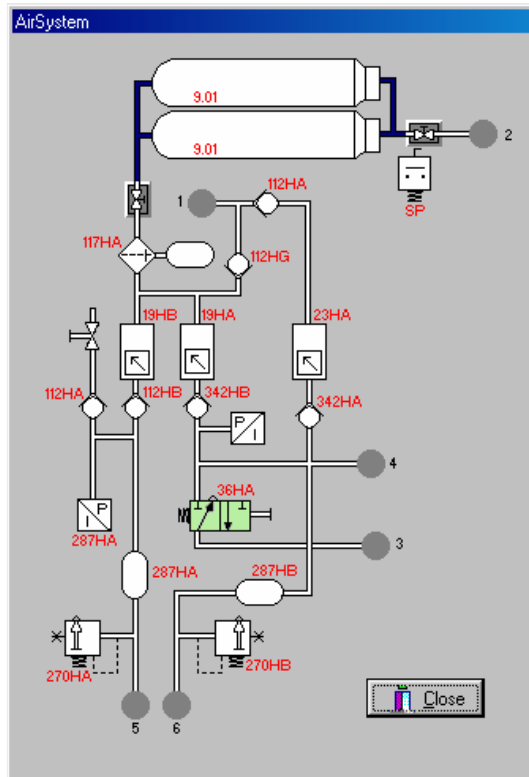 AirSystem
9.01
9.01
2
SP
1
112HA
117HA
112HG
19HB
19HA
23HA
112HA
112HB
342HB
342HA
P
I
4
36HA
P
I
287HA
3
287HA
287HB
270HA
270HB
5
6
Close